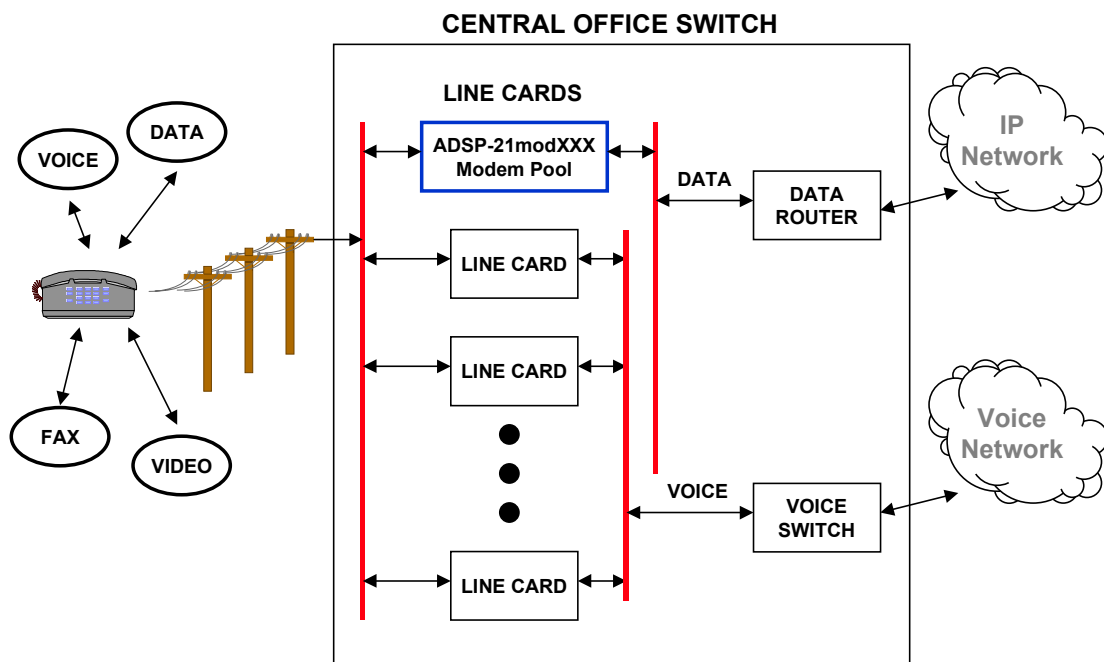 CENTRAL OFFICE SWITCH
LINE CARDS
DATA
VOICE
ADSP-21modXXX
Modem Pool
IP
Network
DATA
DATA
ROUTER
LINE CARD
LINE CARD
FAX
VIDEO
Voice
Network
VOICE
VOICE
SWITCH
LINE CARD